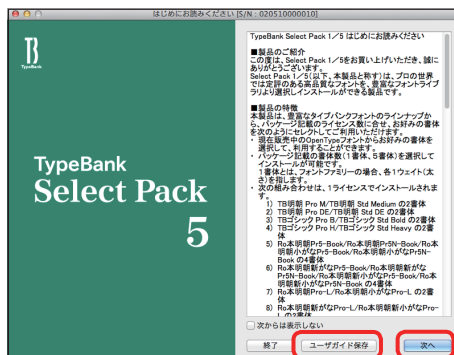 はじめにお読みください [S/N : 020510000010]
TB
TypeBank
TypeBank
Select Pack
5
TypeBank Select Pack 1／5 はじめにお読みください
■製品のご紹介
この度は、Select Pack 1／5をお買い上げいただき、誠に
ありがとうございます。
Select Pack 1／5(以下、本製品と称す)は、プロの世界
では定評のある高品質なフォントを、豊富なフォントライブ
ラリより選択しインストールができる製品です。
■製品の特徴
本製品は、豊富なタイプバンクフォントのラインナップか
ら、パッケージ記載のライセンス数に合せ、お好みの書体
を次のようにセレクトしてご利用いただけます。
・ 現在販売中のOpenTypeフォントからお好みの書体を
選択して、利用することができます。
・ パッケージ記載の書体数(1書体、5書体)を選択して
インストールが可能です。
1書体とは、フォントファミリーの場合、各1ウェイト(太
さ)を指します。
・ 次の組み合わせは、1ライセンスでインストールされま
す。
1) TB明朝 Pro M/TB明朝 Std Medium の2書体
2) TB明朝 Pro DE/TB明朝 Std DE の2書体
3) TBゴシック Pro B/TBゴシック Std Bold の2書体
4) TBゴシック Pro H/TBゴシック Std Heavy の2書
体
5) Ro本明朝Pr5-Book/Ro本明朝Pr5N-Book/Ro本
明朝小がなPr5-Book/Ro本明朝小がなPr5N-
Book の4書体
6) Ro本明朝新がなPr5-Book/Ro本明朝新がな
Pr5N-Book/Ro本明朝新小がなPr5-Book/Ro本
明朝新小がなPr5N-Book の4書体
7) Ro本明朝Pro-L/Ro本明朝小がなPro-L の2書
体
8) Ro本明朝新がなPro-L/Ro本明朝新小がなPro-
L の2書体
次からは表示しない
終了
ユーザガイド保存
次へ